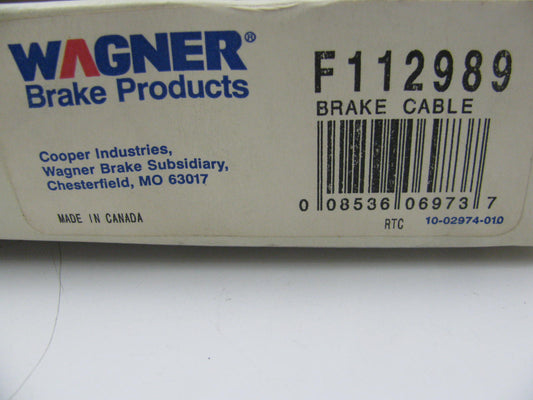 WAGNER®
Brake Products
Cooper Industries,
Wagner Brake Subsidiary,
Chesterfield, MO 63017
MADE IN CANADA
F112989
BRAKE CABLE
0 08536 06973 7
RTC 10-02974-010